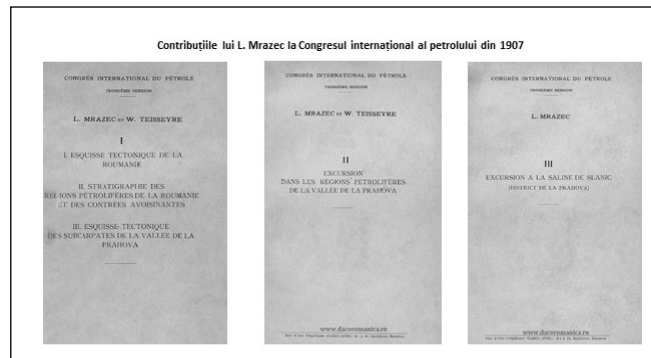 Contribuțiile lui L. Mrazec la Congresul internațional al petrolului din 1907
CONGRÈS INTERNATIONAL DU PÉTROLE
TROISIÈME SESSION
L. MRAZEC ET W. TEISSEYRE
I
I. ESQUISSE TECTONIQUE DE LA
ROUMANIE
II. STRATIGRAPHIE DES
RÉGIONS PÉTROLIFÈRES DE LA ROUMANIE
ET DES CONTRÉES AVOISINANTES
III. ESQUISSE TECTONIQUE
DES SUBCARPATES DE LA VALLÉE DE LA
PRAHOVA
CONGRÈS INTERNATIONAL DU PÉTROLE
TROISIÈME SESSION
L. MRAZEC ET W. TEISSEYRE
II
EXCURSION
DANS LES RÉGIONS PÉTROLIFÈRES
DE LA VALLÉE DE LA PRAHOVA
www.dacoromanica.ro
CONGRÈS INTERNATIONAL DU PÉTROLE
TROISIÈME SESSION
L. MRAZEC
III
EXCURSION A LA SALINE DE SLANIC
(DISTRICT DE LA PRAHOVA)
www.dacoromanica.ro